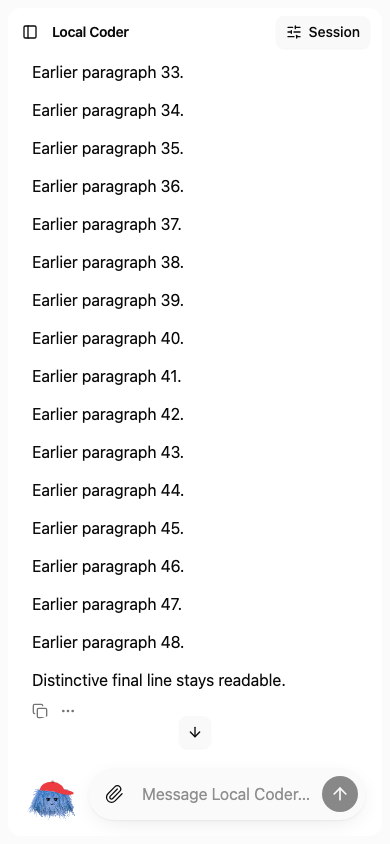 Local Coder
Session
Earlier paragraph 33.
Earlier paragraph 34.
Earlier paragraph 35.
Earlier paragraph 36.
Earlier paragraph 37.
Earlier paragraph 38.
Earlier paragraph 39.
Earlier paragraph 40.
Earlier paragraph 41.
Earlier paragraph 42.
Earlier paragraph 43.
Earlier paragraph 44.
Earlier paragraph 45.
Earlier paragraph 46.
Earlier paragraph 47.
Earlier paragraph 48.
Distinctive final line stays readable.
Message Local Coder...